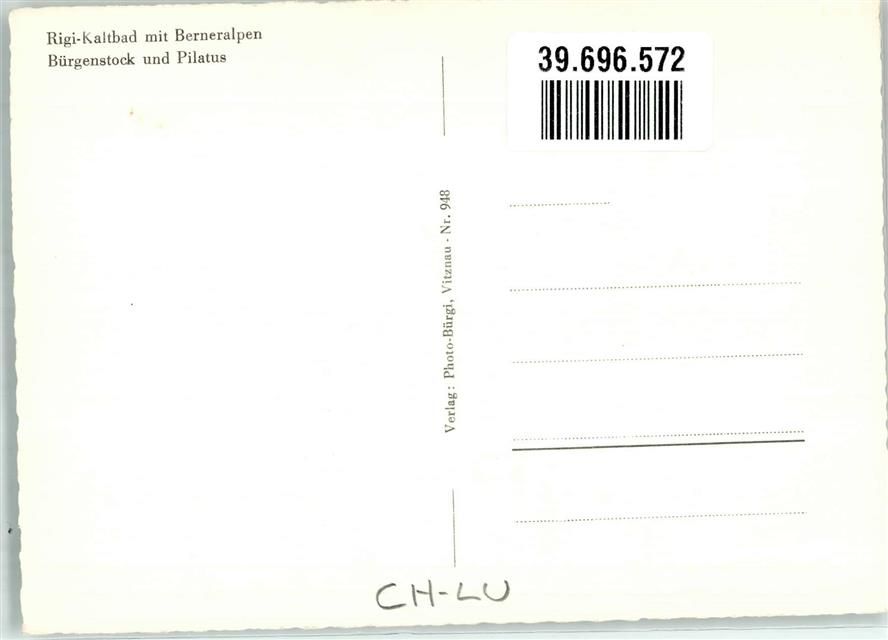 Rigi-Kaltbad mit Berneralpen
Bürgenstock und Pilatus
39.696.572
Verlag: Photo-Bürgi, Vitznau - Nr. 948
CH-LU